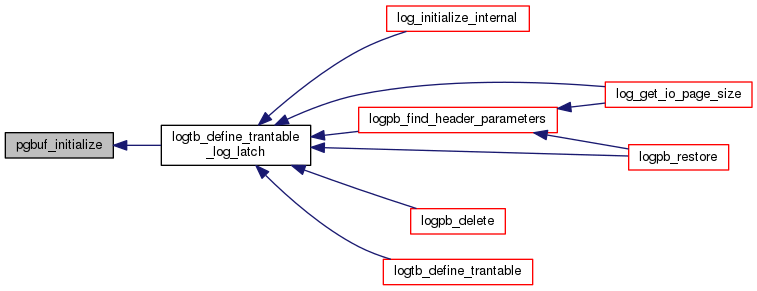 log_initialize_internal
log_get_io_page_size
logpb_find_header_parameters
pgbuf_initialize
logtb_define_trantable
_log_latch
logpb_restore
logpb_delete
logtb_define_trantable